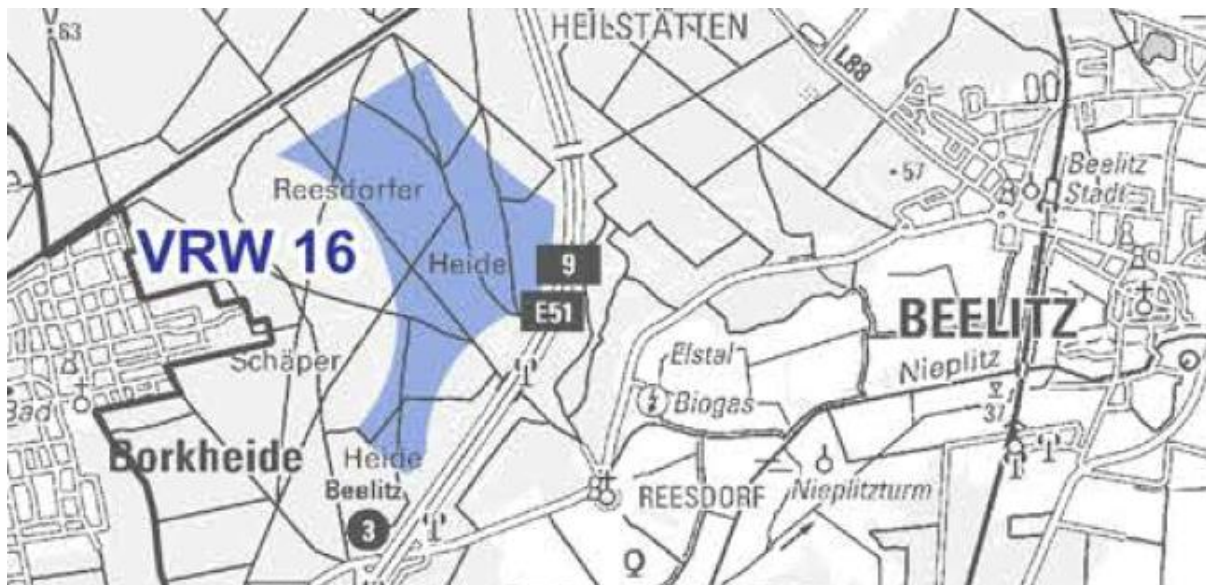 63
HEILSTÄTTEN
L88
57
Beelitz
Stadt
Reesdorfer
VRW 16
Heide
9
E51
BEELITZ
Nieplitz
Schäper
Elstal
Biogas
37
Bad
Borkheide
Heide
Beelitz
3
REESDORF
Nieplitzturm